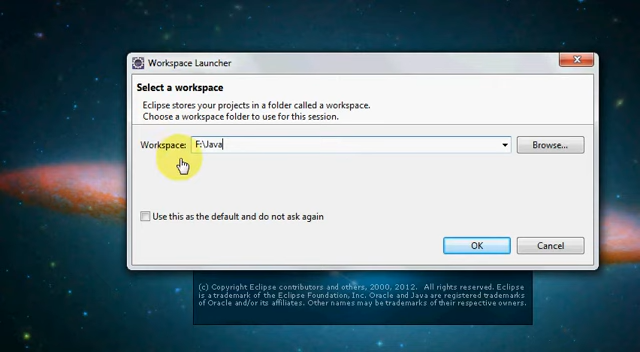 Workspace Launcher
Select a workspace
Eclipse stores your projects in a folder called a workspace.
Choose a workspace folder to use for this session.
Workspace: F:\Java Browse...
Use this as the default and do not ask again
OK Cancel
(c) Copyright Eclipse contributors and others, 2000, 2012. All rights reserved. Eclipse
is a trademark of the Eclipse Foundation, Inc. Oracle and Java are registered trademarks
of Oracle and/or its affiliates. Other names may be trademarks of their respective owners.